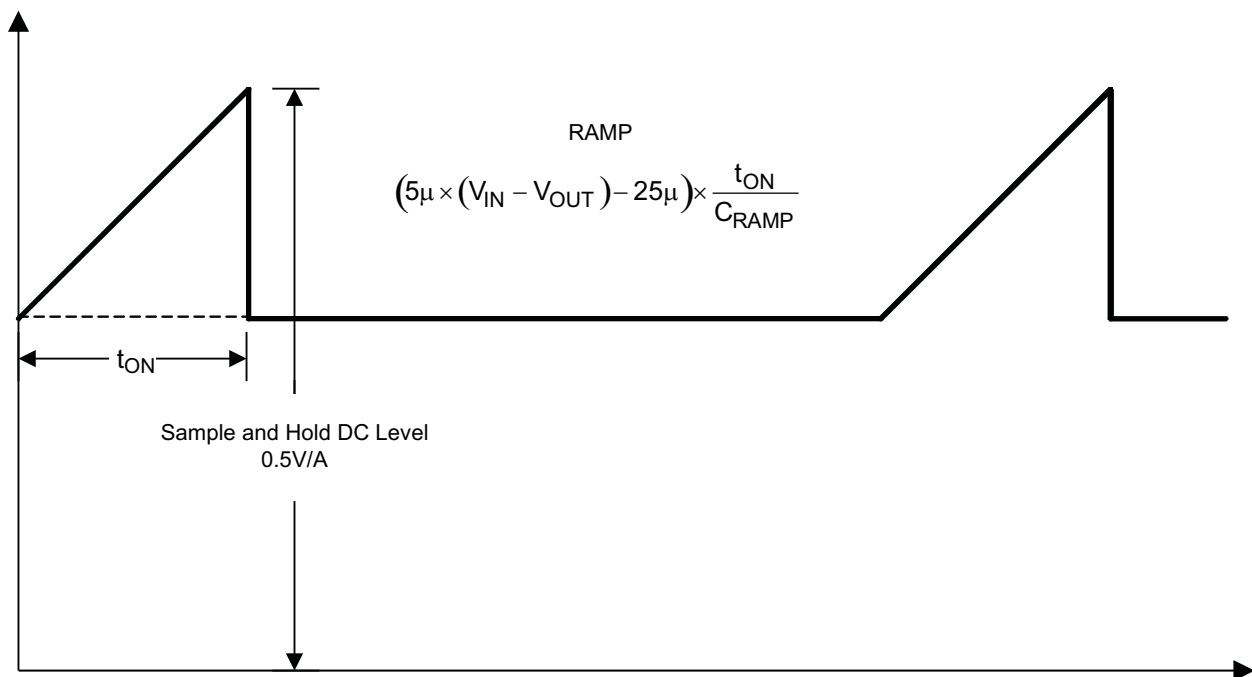 RAMP
(5μ × (V_IN − V_OUT) − 25μ) × t_ON / C_RAMP
t_ON
Sample and Hold DC Level
0.5V/A